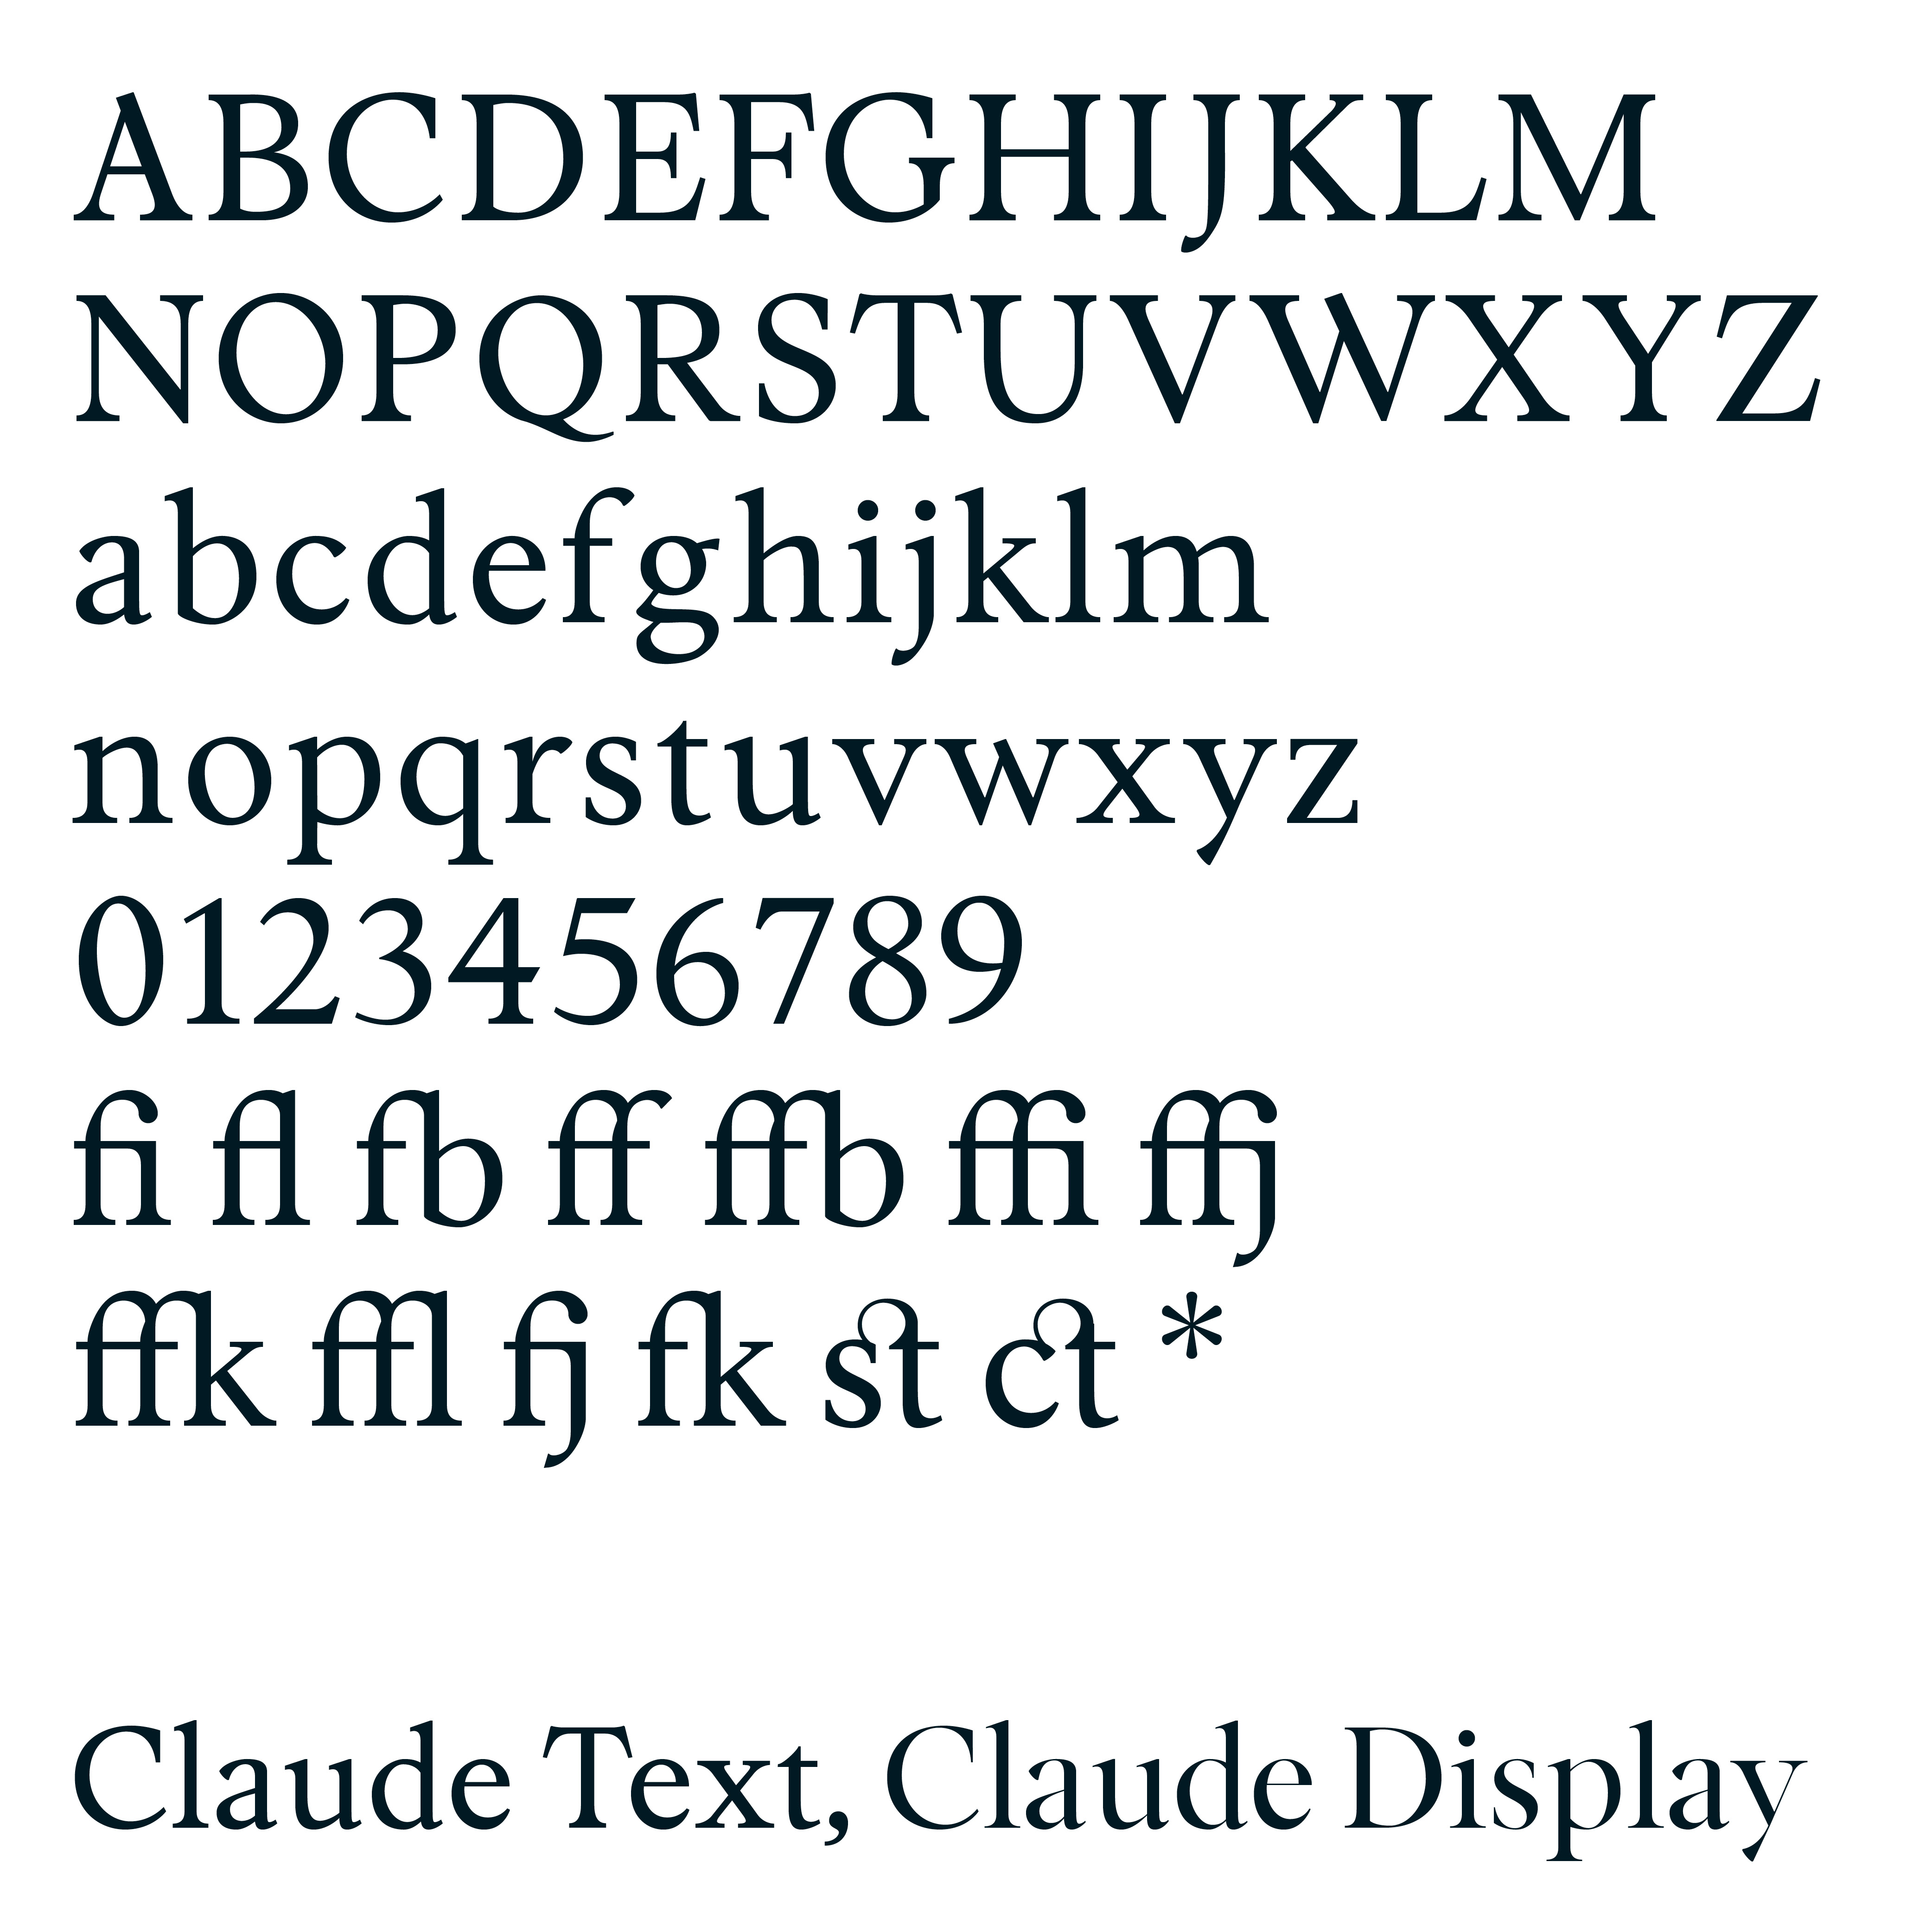 ABCDEFGHIJKLM
NOPQRSTUVWXYZ
abcdefghijklm
nopqrstuvwxyz
0123456789
fi fl fb ff ffb ffi ffj
ffk ffl fj fk st ct *
Claude Text, Claude Display